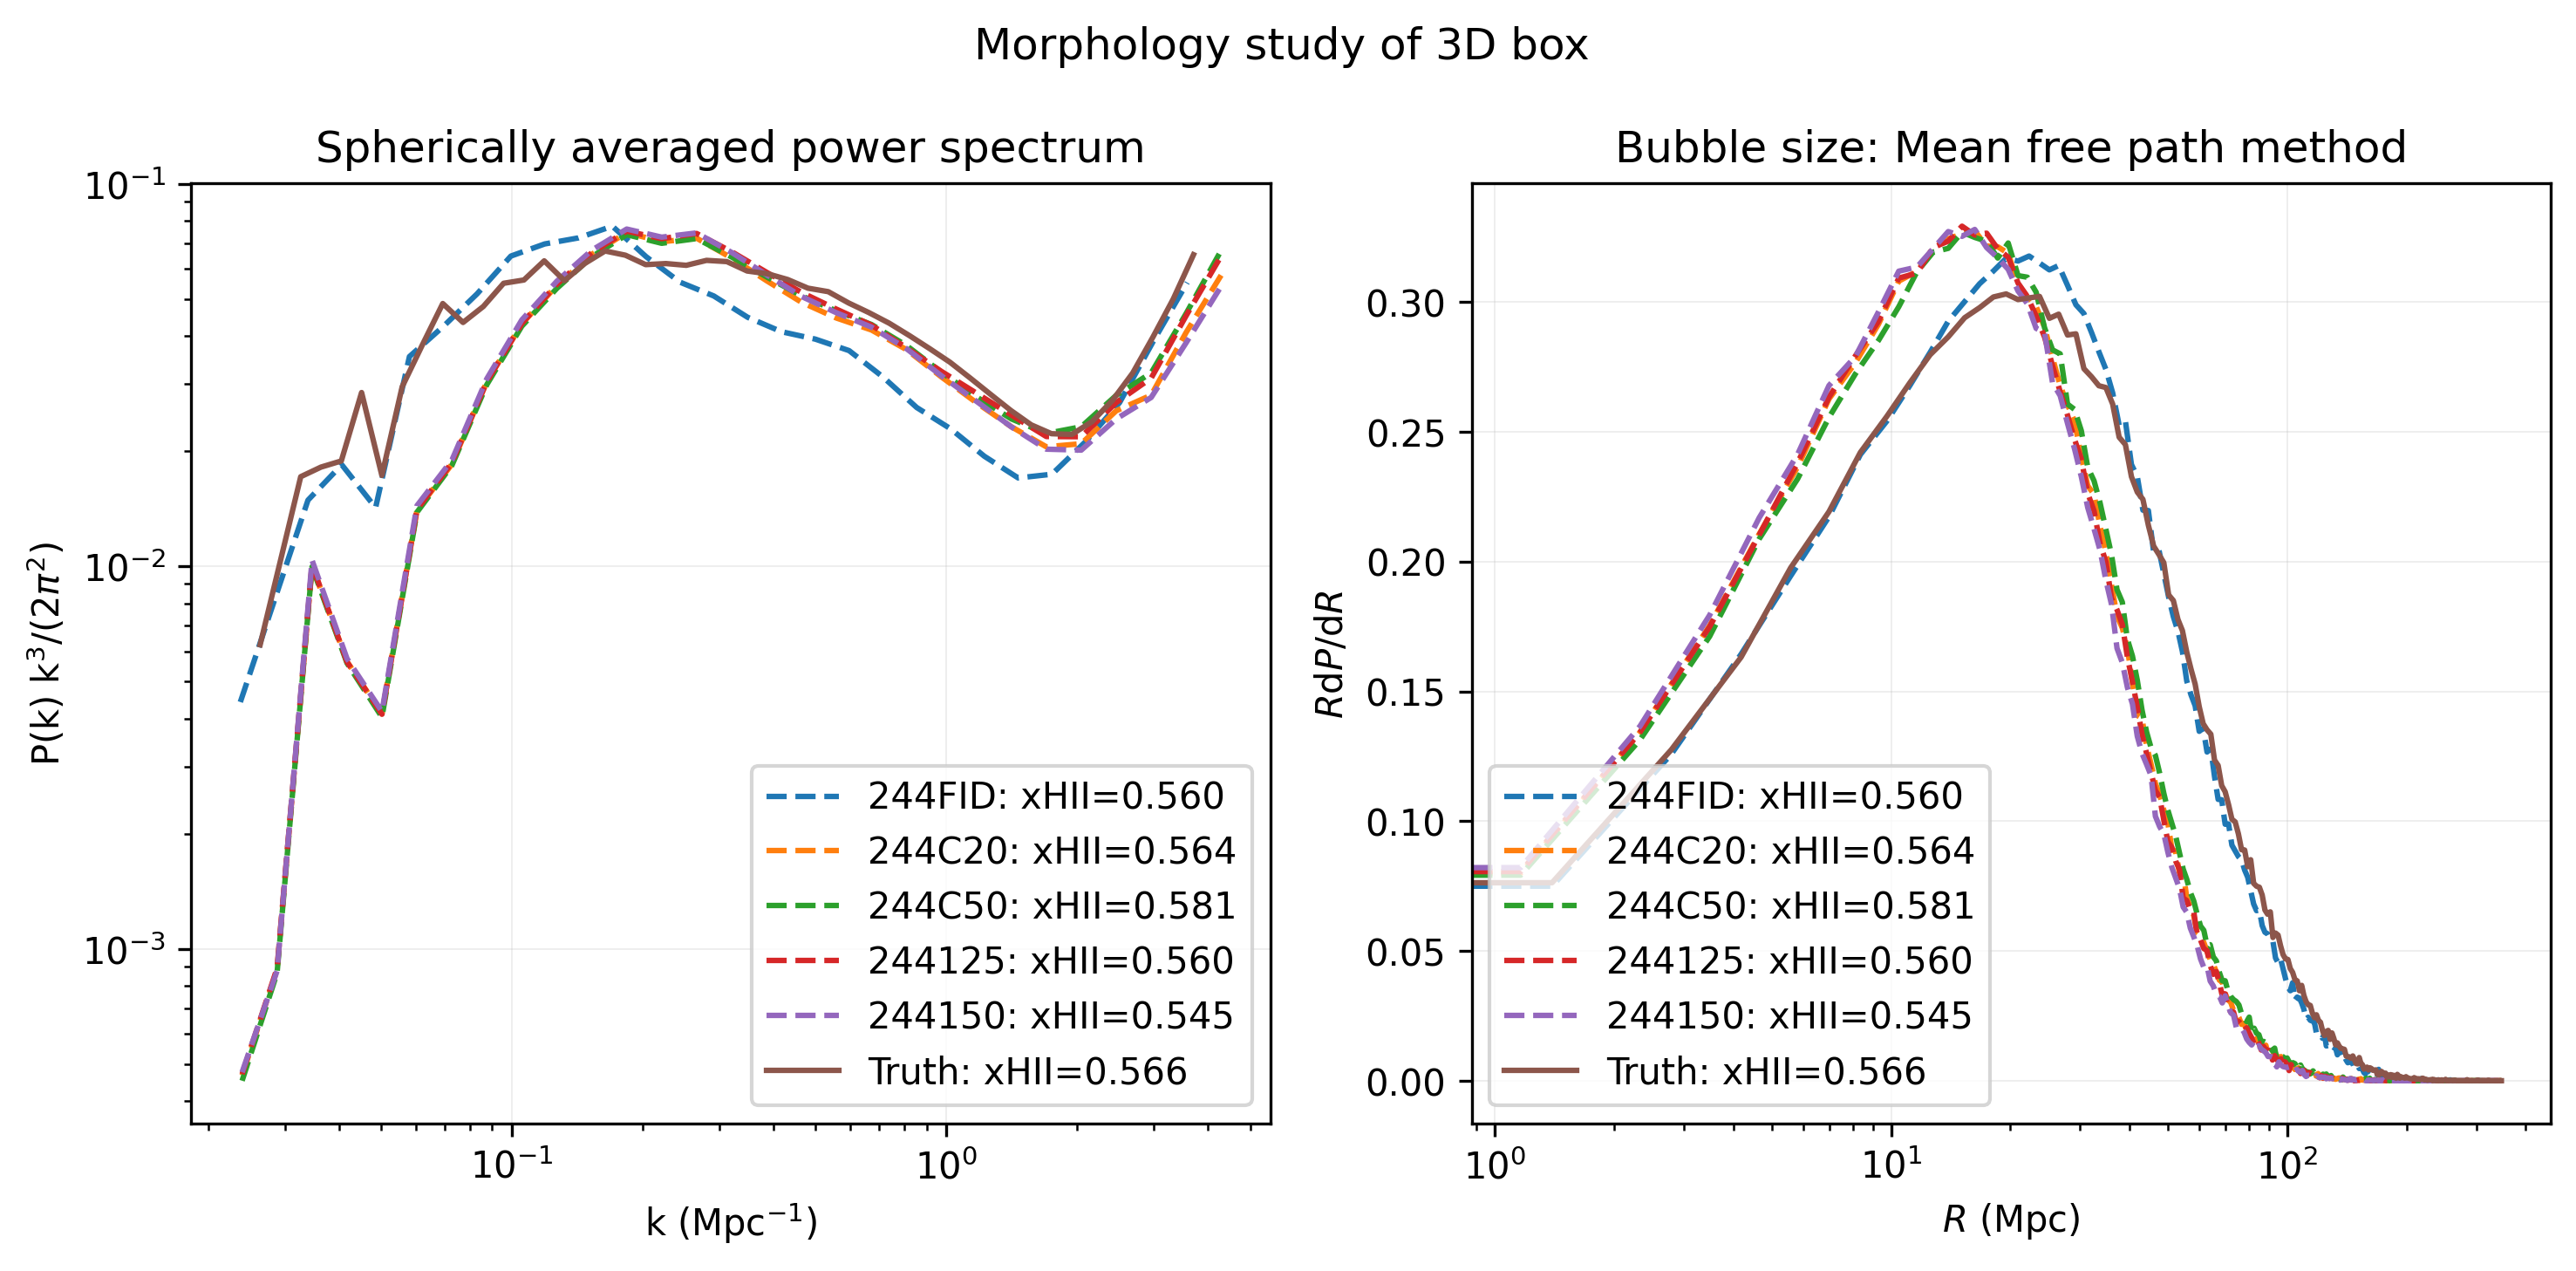 Morphology study of 3D box
Spherically averaged power spectrum
P(k) k³/(2π²)
10⁻¹
10⁻²
10⁻³
244FID: xHII=0.560
244C20: xHII=0.564
244C50: xHII=0.581
244125: xHII=0.560
244150: xHII=0.545
Truth: xHII=0.566
10⁻¹
10⁰
k (Mpc⁻¹)
Bubble size: Mean free path method
RdP/dR
0.30
0.25
0.20
0.15
0.10
0.05
0.00
244FID: xHII=0.560
244C20: xHII=0.564
244C50: xHII=0.581
244125: xHII=0.560
244150: xHII=0.545
Truth: xHII=0.566
10⁰
10¹
10²
R (Mpc)